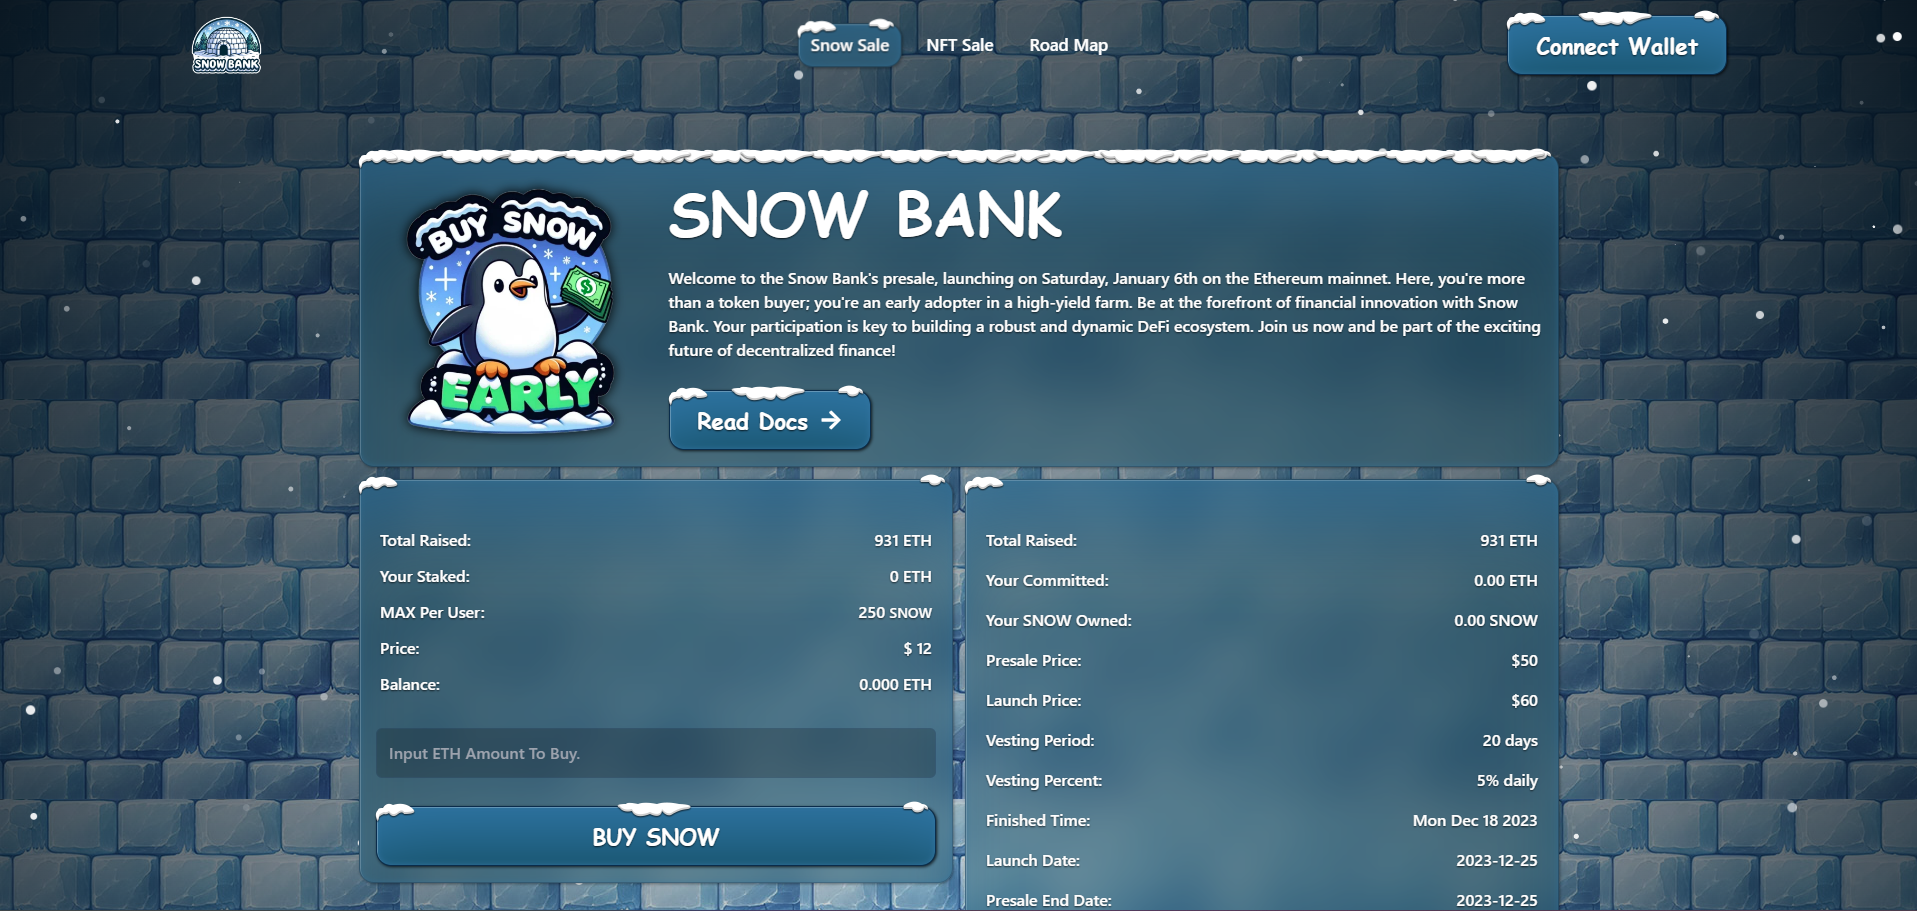 SNOW BANK
Snow Sale
NFT Sale
Road Map
Connect Wallet
BUY SNOW
$
EARLY
SNOW BANK
Welcome to the Snow Bank's presale, launching on Saturday, January 6th on the Ethereum mainnet. Here, you're more
than a token buyer; you're an early adopter in a high-yield farm. Be at the forefront of financial innovation with Snow
Bank. Your participation is key to building a robust and dynamic DeFi ecosystem. Join us now and be part of the exciting
future of decentralized finance!
Read Docs →
Total Raised: 931 ETH
Your Staked: 0 ETH
MAX Per User: 250 SNOW
Price: $ 12
Balance: 0.000 ETH
Input ETH Amount To Buy.
BUY SNOW
Total Raised: 931 ETH
Your Committed: 0.00 ETH
Your SNOW Owned: 0.00 SNOW
Presale Price: $50
Launch Price: $60
Vesting Period: 20 days
Vesting Percent: 5% daily
Finished Time: Mon Dec 18 2023
Launch Date: 2023-12-25
Presale End Date: 2023-12-25